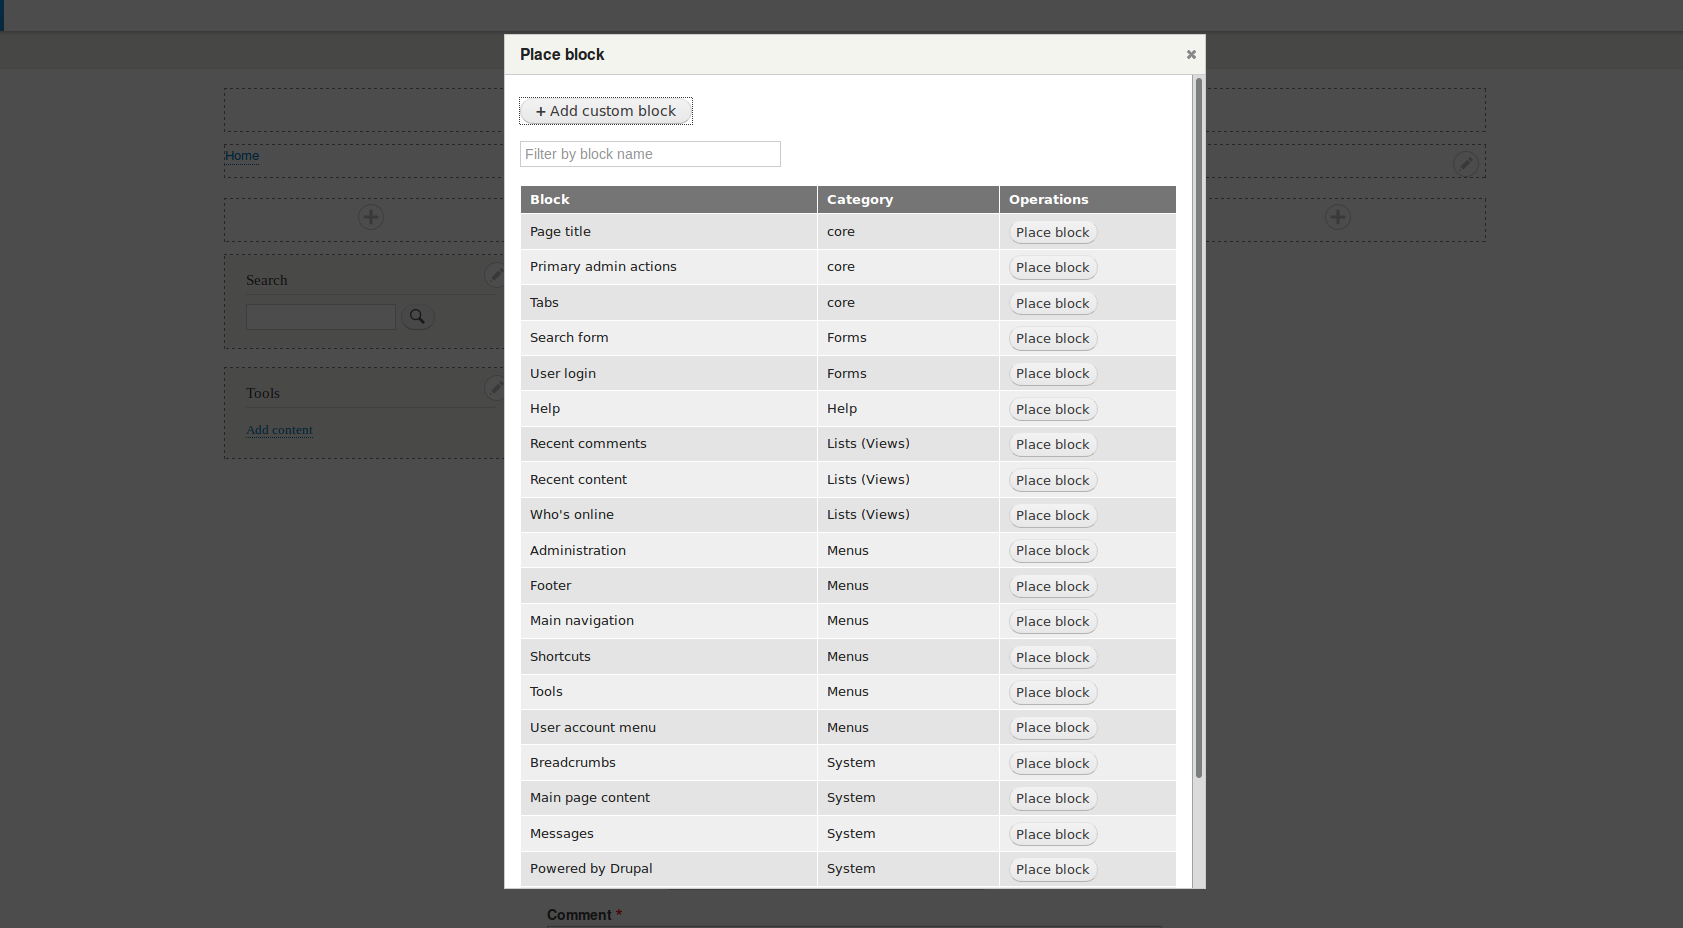 Place block
+ Add custom block
Filter by block name
Block Category Operations
Page title core Place block
Primary admin actions core Place block
Tabs core Place block
Search form Forms Place block
User login Forms Place block
Help Help Place block
Recent comments Lists (Views) Place block
Recent content Lists (Views) Place block
Who's online Lists (Views) Place block
Administration Menus Place block
Footer Menus Place block
Main navigation Menus Place block
Shortcuts Menus Place block
Tools Menus Place block
User account menu Menus Place block
Breadcrumbs System Place block
Main page content System Place block
Messages System Place block
Powered by Drupal System Place block
Home
Search
Tools
Add content
Comment *